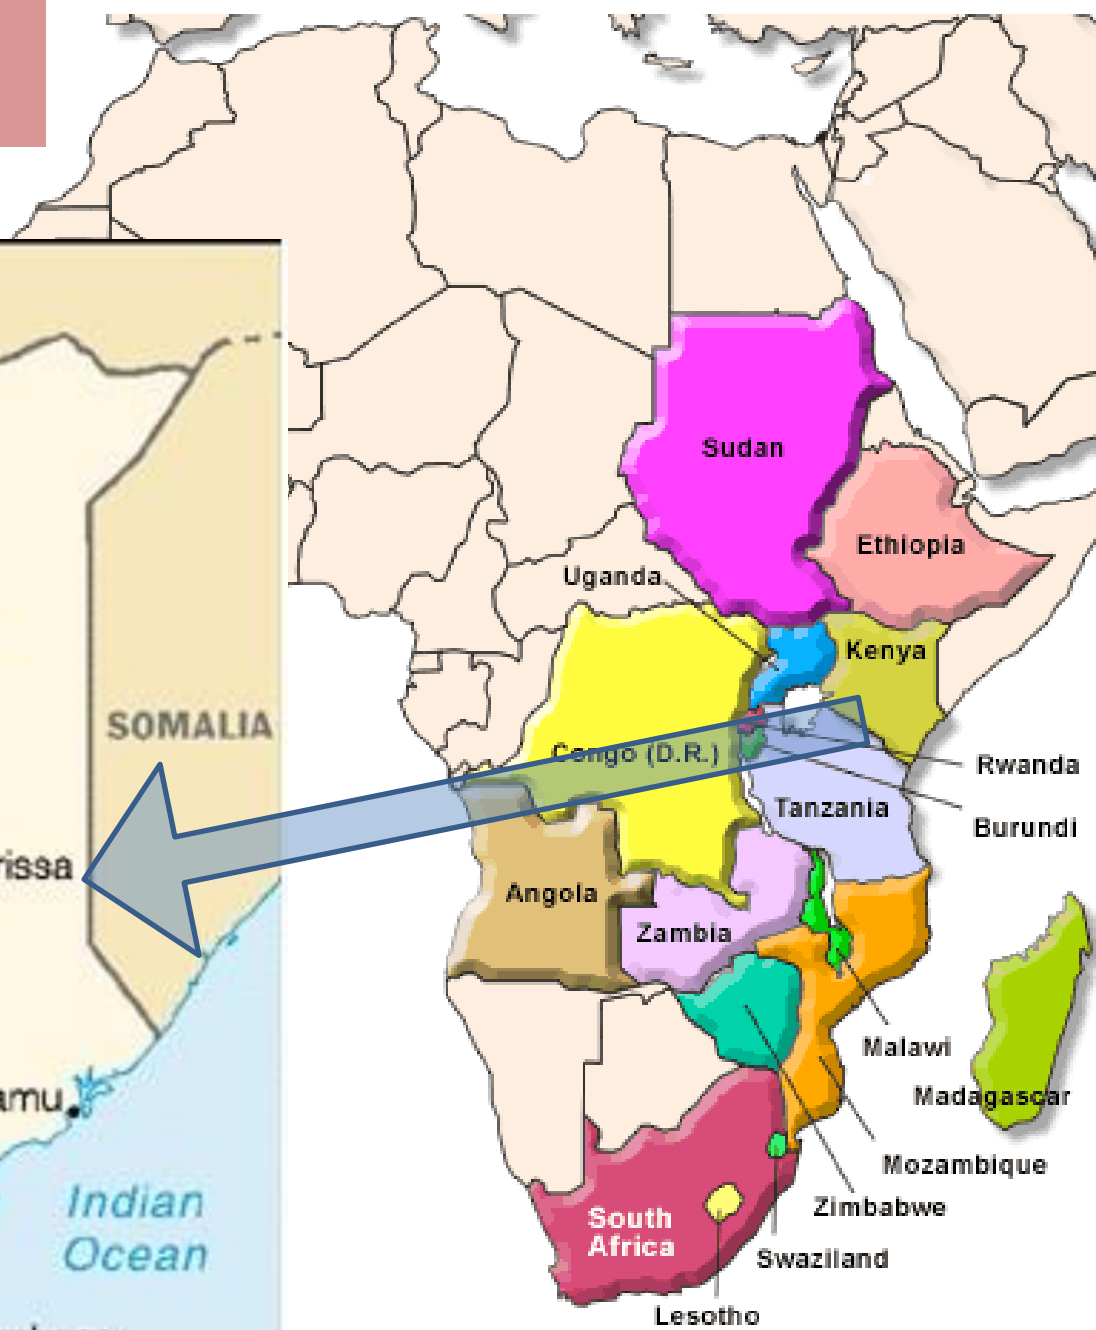 SOMALIA
rissa
amu
Indian
Ocean
Sudan
Ethiopia
Uganda
Kenya
Congo (D.R.)
Rwanda
Tanzania
Burundi
Angola
Zambia
Malawi
Madagascar
Mozambique
Zimbabwe
South
Africa
Swaziland
Lesotho